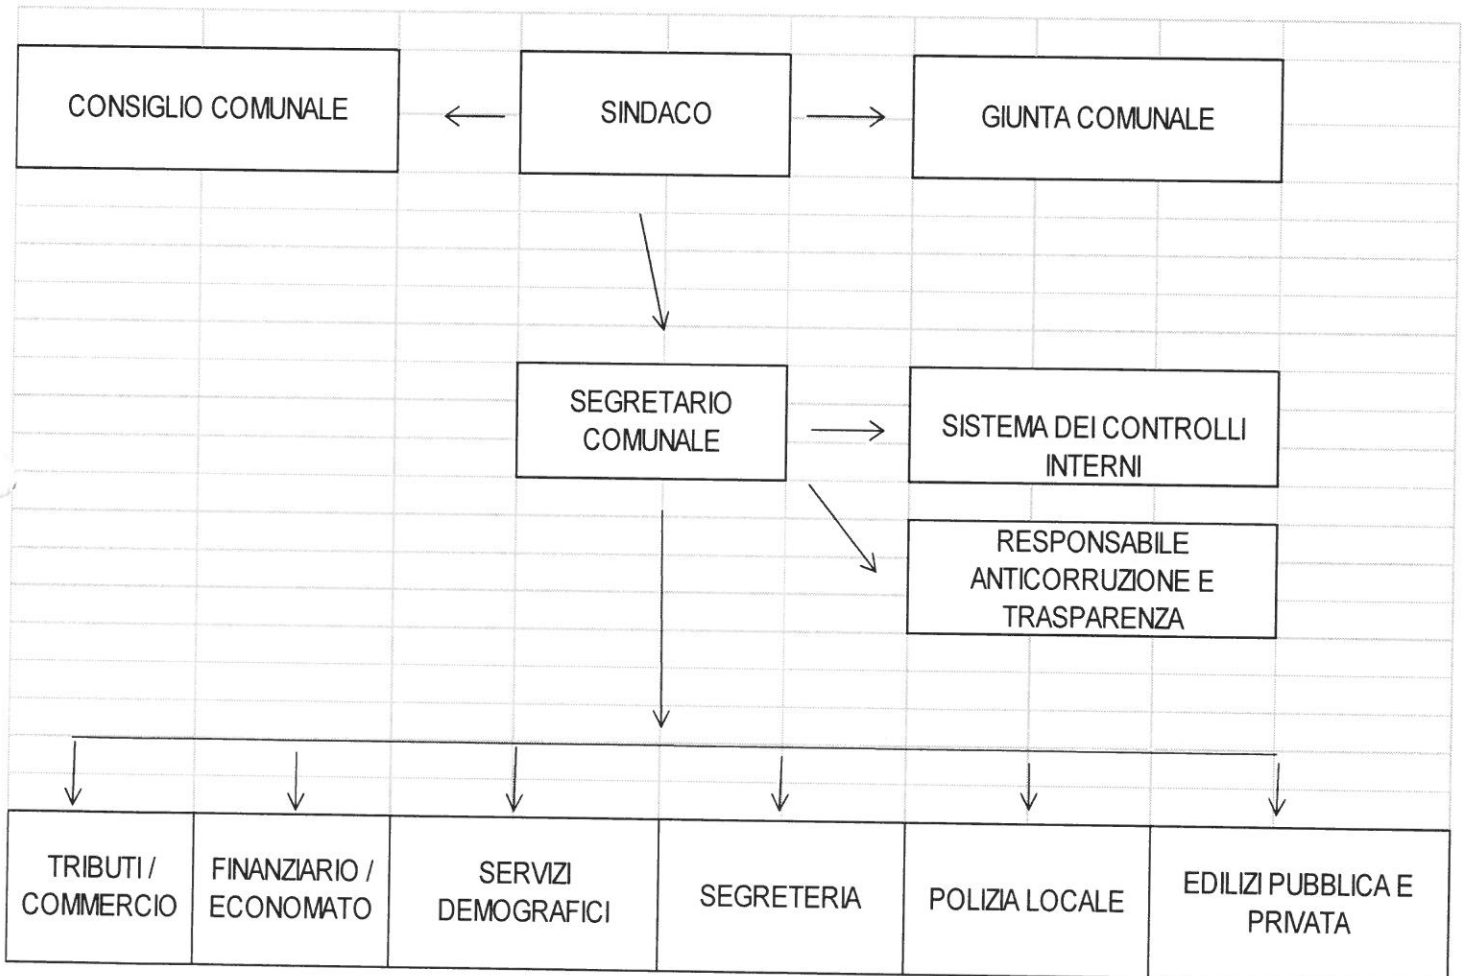 CONSIGLIO COMUNALE
SINDACO
GIUNTA COMUNALE
SEGRETARIO
COMUNALE
SISTEMA DEI CONTROLLI
INTERNI
RESPONSABILE
ANTICORRUZIONE E
TRASPARENZA
TRIBUTI /
COMMERCIO
FINANZIARIO /
ECONOMATO
SERVIZI
DEMOGRAFICI
SEGRETERIA
POLIZIA LOCALE
EDILIZI PUBBLICA E
PRIVATA